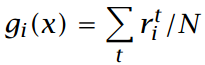 g_i(x) = ∑_t r_i^t / N